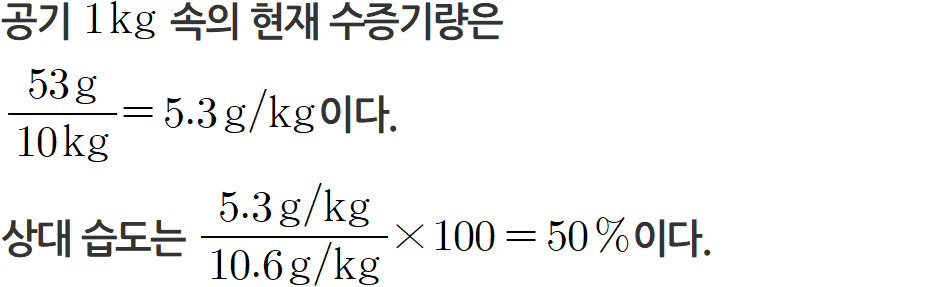 공기 1kg 속의 현재 수증기량은
53g/10kg = 5.3g/kg이다.
상대 습도는 5.3g/kg/10.6g/kg × 100 = 50%이다.